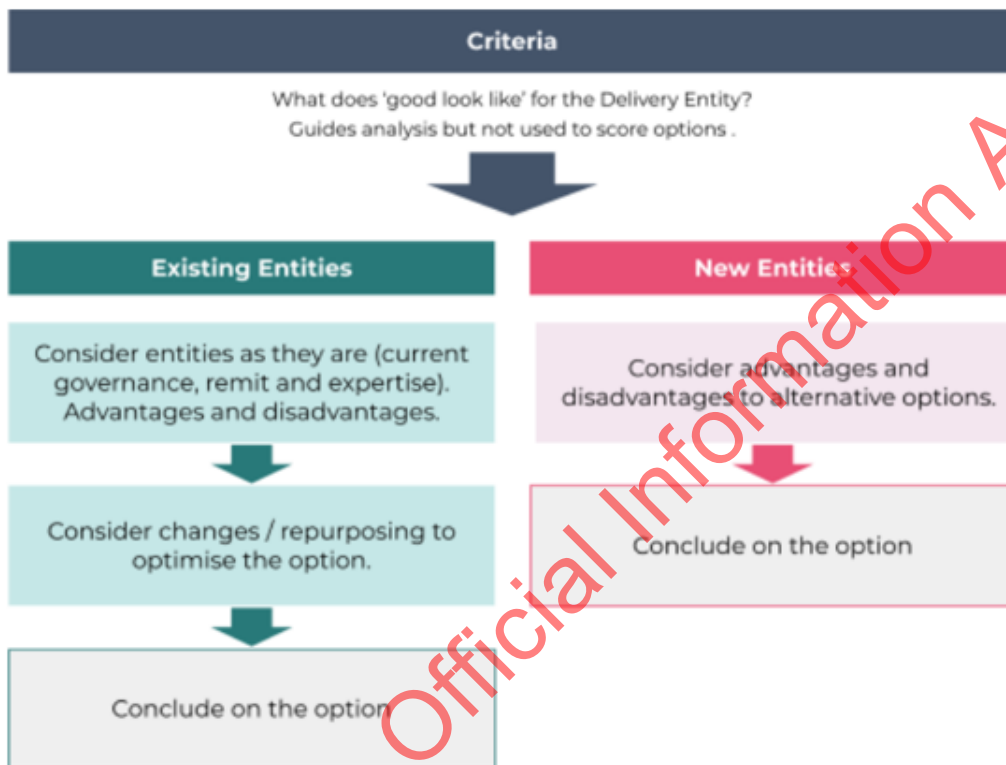 Criteria
What does 'good look like' for the Delivery Entity?
Guides analysis but not used to score options .
Existing Entities
Consider entities as they are (current
governance, remit and expertise).
Advantages and disadvantages.
Consider changes / repurposing to
optimise the option.
Conclude on the option
New Entities
Consider advantages and
disadvantages to alternative options.
Conclude on the option
Official Information A